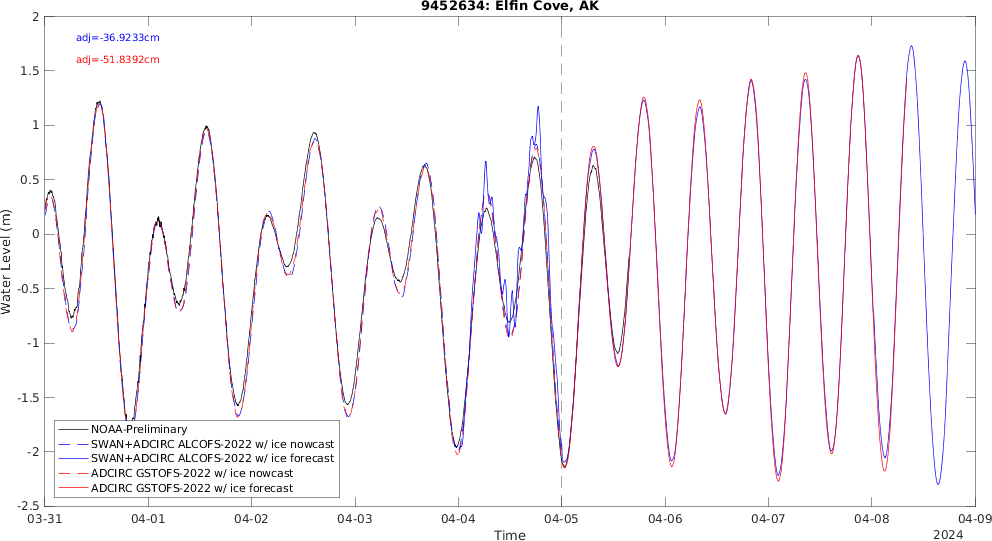 9452634: Elfin Cove, AK
adj=-36.9233cm
adj=-51.8392cm
2
1.5
1
0.5
0
-0.5
-1
-1.5
-2
-2.5
Water Level (m)
NOAA-Preliminary
SWAN+ADCIRC ALCOFS-2022 w/ ice nowcast
SWAN+ADCIRC ALCOFS-2022 w/ ice forecast
ADCIRC GSTOFS-2022 w/ ice nowcast
ADCIRC GSTOFS-2022 w/ ice forecast
03-31 04-01 04-02 04-03 04-04 04-05 04-06 04-07 04-08 04-09
Time
2024